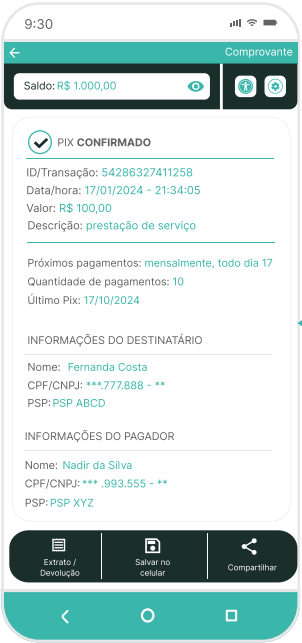 9:30
Comprovante
Saldo: R$ 1.000,00
PIX CONFIRMADO
ID/Transação: 54286327411258
Data/hora: 17/01/2024 - 21:34:05
Valor: R$ 100,00
Descrição: prestação de serviço
Próximos pagamentos: mensalmente, todo dia 17
Quantidade de pagamentos: 10
Último Pix: 17/10/2024
INFORMAÇÕES DO DESTINATÁRIO
Nome: Fernanda Costa
CPF/CNPJ: ***.777.888 - **
PSP: PSP ABCD
INFORMAÇÕES DO PAGADOR
Nome: Nadir da Silva
CPF/CNPJ: *** .993.555 - **
PSP: PSP XYZ
Extrato /
Devolução
Salvar no
celular
Compartilhar